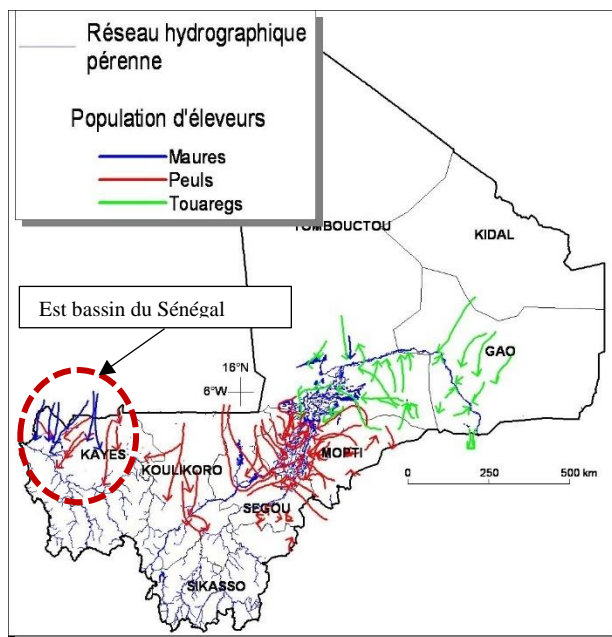 Réseau hydrographique
pérenne
Population d'éleveurs
Maures
Peuls
Touaregs
TOMBOUCTOU
KIDAL
Est bassin du Sénégal
GAO
16°N
6°W
KAYES
KOULIKORO
MOPTI
0 250 500 km
SEGOU
SIKASSO